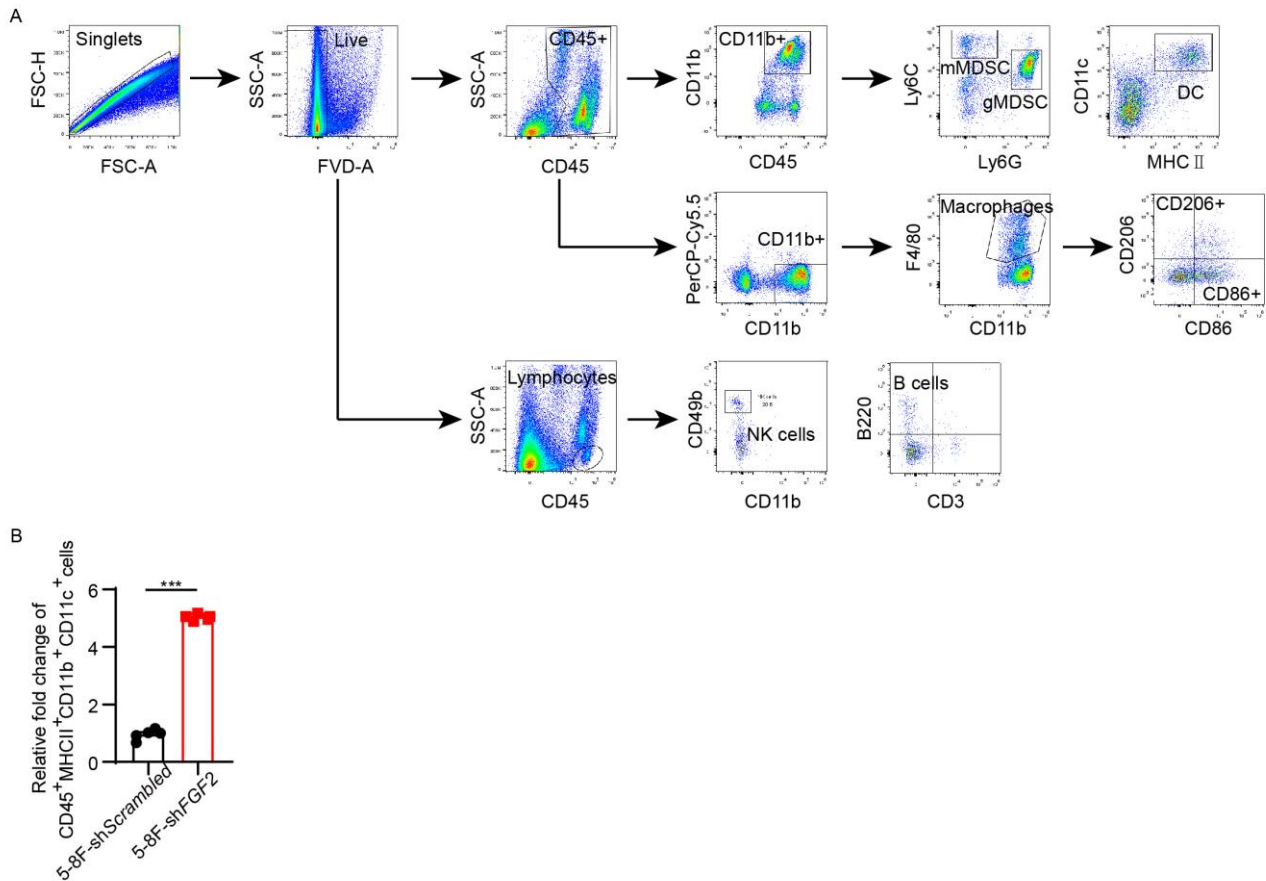 A
FSC-H
Singlets
FSC-A
SSC-A
Live
FVD-A
SSC-A
CD45+
CD45
CD11b
CD11b+
CD45
Ly6C
mMDSC
gMDSC
Ly6G
CD11c
DC
MHC Ⅱ
PerCP-Cy5.5
CD11b+
CD11b
F4/80
Macrophages
CD11b
CD206
CD206+
CD86+
CD86
SSC-A
Lymphocytes
CD45
CD49b
NK cells
CD11b
B220
B cells
CD3
B
Relative fold change of
CD45+MHCII+CD11b+CD11c+cells
6
4
2
0
***
5-8F-shScrambled
5-8F-shFGF2